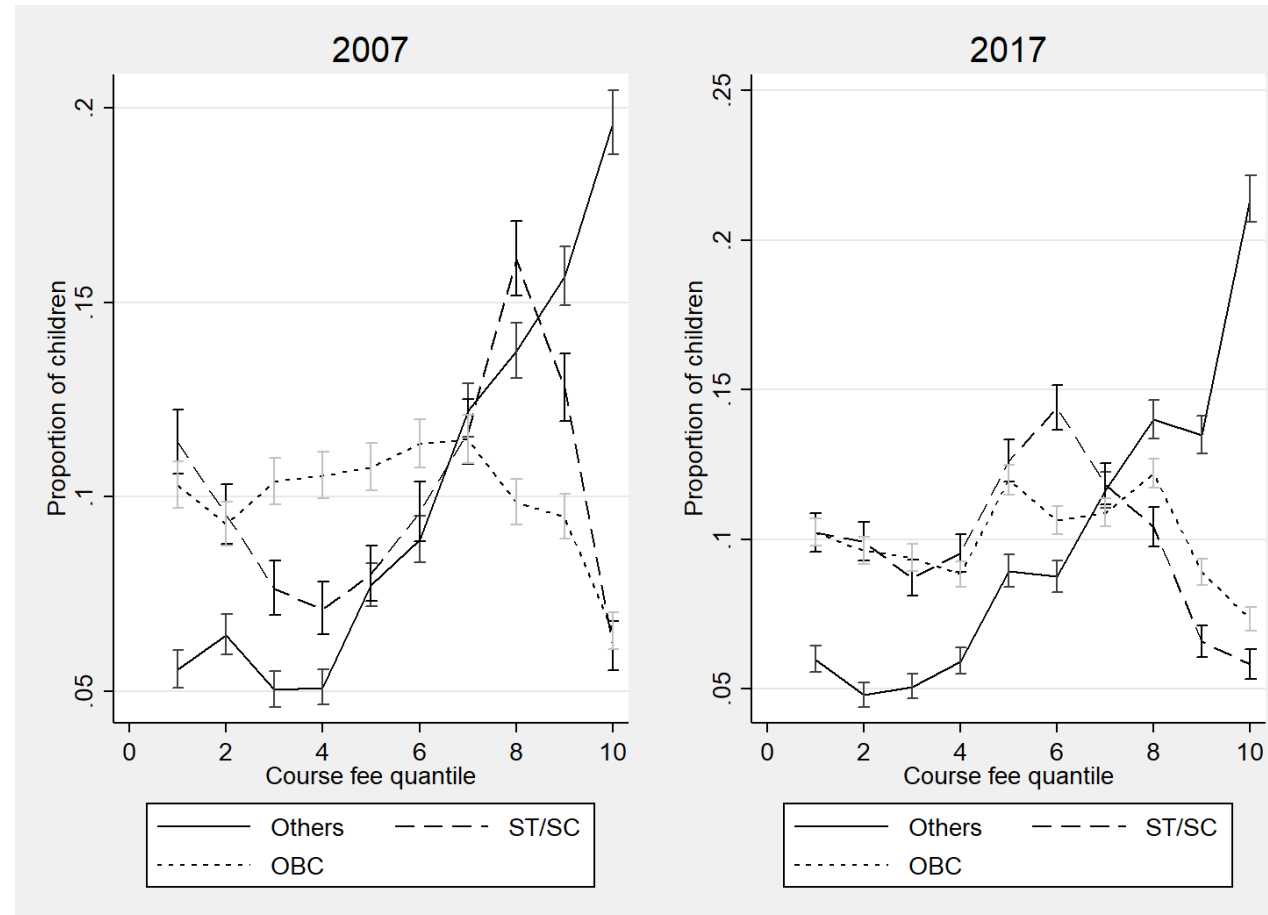 2007
.2
.15
.1
.05
Proportion of children
0 2 4 6 8 10
Course fee quantile
Others ST/SC
OBC
2017
.25
.2
.15
.1
.05
Proportion of children
0 2 4 6 8 10
Course fee quantile
Others ST/SC
OBC